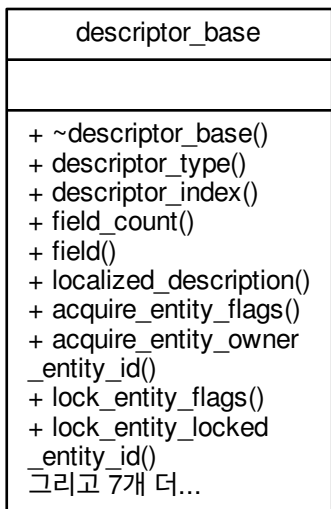 descriptor_base
+ ~descriptor_base()
+ descriptor_type()
+ descriptor_index()
+ field_count()
+ field()
+ localized_description()
+ acquire_entity_flags()
+ acquire_entity_owner
_entity_id()
+ lock_entity_flags()
+ lock_entity_locked
_entity_id()
그리고 7개 더...